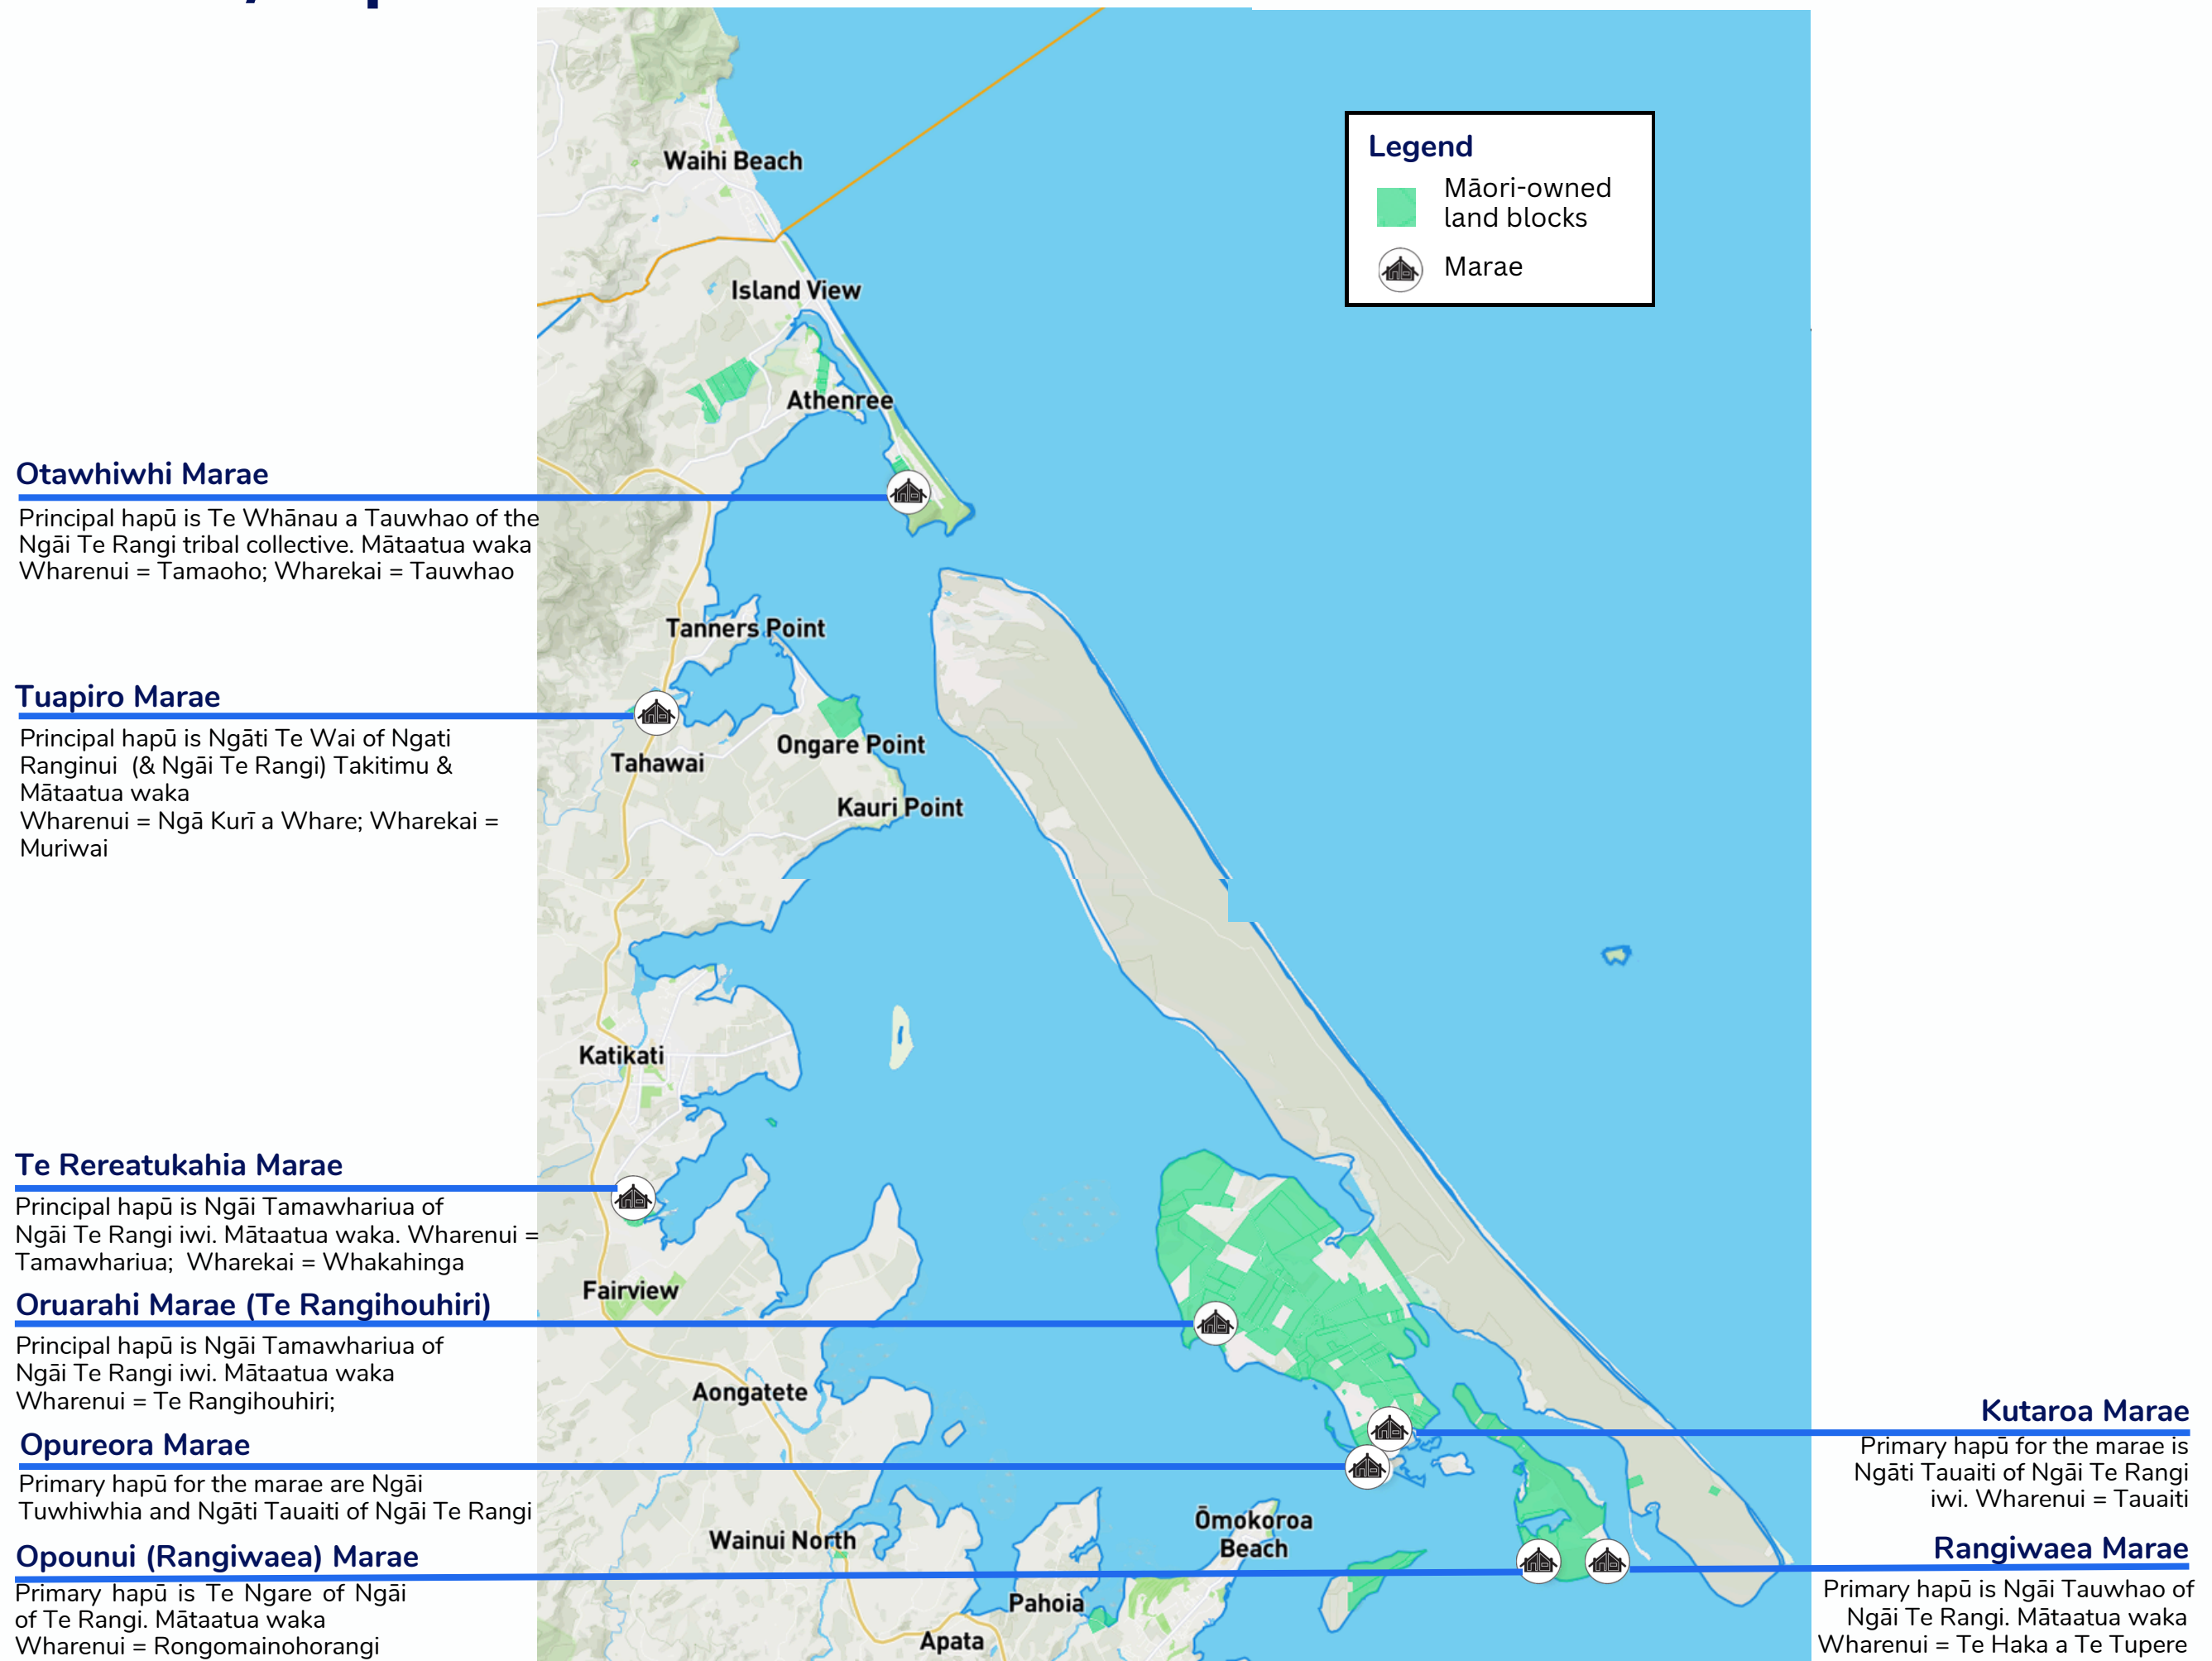 Waihi Beach
Legend
Māori-owned
land blocks
Marae
Island View
Athenree
Otawhiwhi Marae
Principal hapū is Te Whānau a Tauwhao of the
Ngāi Te Rangi tribal collective. Mātaatua waka
Wharenui = Tamaoho; Wharekai = Tauwhao
Tanners Point
Tuapiro Marae
Principal hapū is Ngāti Te Wai of Ngati
Ranginui (& Ngāi Te Rangi) Takitimu &
Mātaatua waka
Wharenui = Ngā Kurī a Whare; Wharekai =
Muriwai
Ongare Point
Tahawai
Kauri Point
Katikati
Te Rereatukahia Marae
Principal hapū is Ngāi Tamawhariua of
Ngāi Te Rangi iwi. Mātaatua waka. Wharenui =
Tamawhariua; Wharekai = Whakahinga
Fairview
Oruarahi Marae (Te Rangihouhiri)
Principal hapū is Ngāi Tamawhariua of
Ngāi Te Rangi iwi. Mātaatua waka
Wharenui = Te Rangihouhiri;
Aongatete
Opureora Marae
Primary hapū for the marae are Ngāi
Tuwhiwhia and Ngāti Tauaiti of Ngāi Te Rangi
Kutaroa Marae
Primary hapū for the marae is
Ngāti Tauaiti of Ngāi Te Rangi
iwi. Wharenui = Tauaiti
Wainui North
Ōmokoroa
Beach
Opounui (Rangiwaea) Marae
Primary hapū is Te Ngare of Ngāi
of Te Rangi. Mātaatua waka
Wharenui = Rongomainohorangi
Rangiwaea Marae
Primary hapū is Ngāi Tauwhao of
Ngāi Te Rangi. Mātaatua waka
Wharenui = Te Haka a Te Tupere
Pahoia
Apata